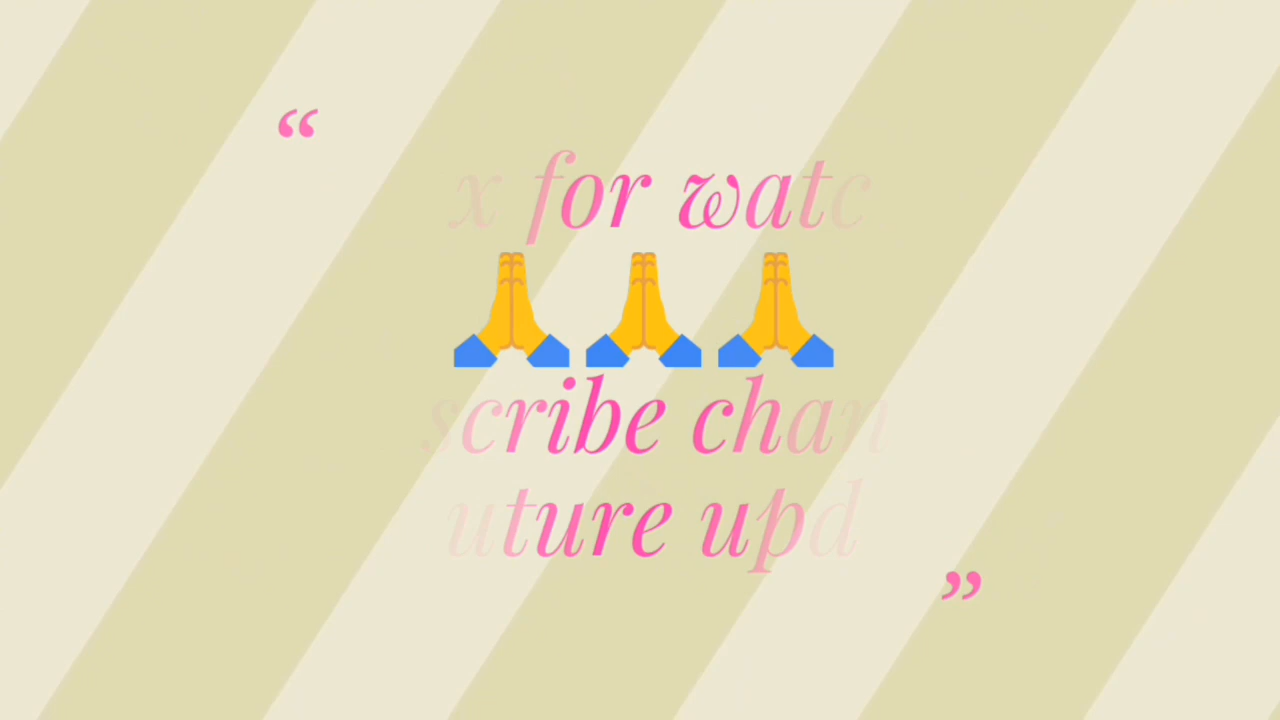 “
x for watc
🙏🙏🙏
scribe chan
uture upd
”